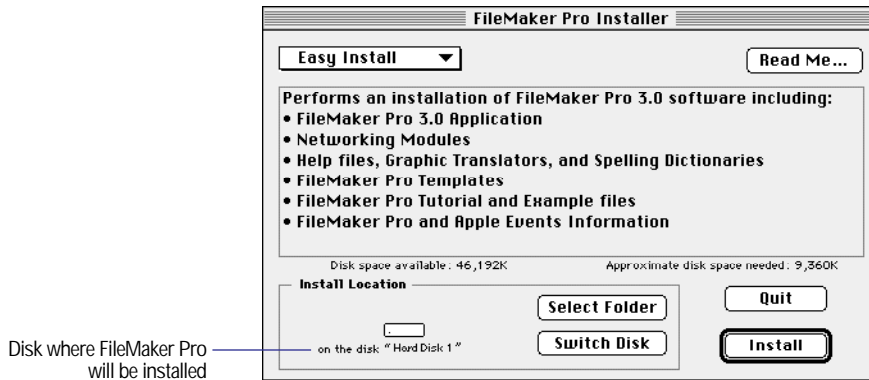 FileMaker Pro Installer
Easy Install
Read Me...
Performs an installation of FileMaker Pro 3.0 software including:
• FileMaker Pro 3.0 Application
• Networking Modules
• Help files, Graphic Translators, and Spelling Dictionaries
• FileMaker Pro Templates
• FileMaker Pro Tutorial and Example files
• FileMaker Pro and Apple Events Information
Disk space available: 46,192K
Approximate disk space needed: 9,360K
Install Location
Select Folder
Quit
on the disk "Hard Disk 1"
Switch Disk
Install
Disk where FileMaker Pro
will be installed